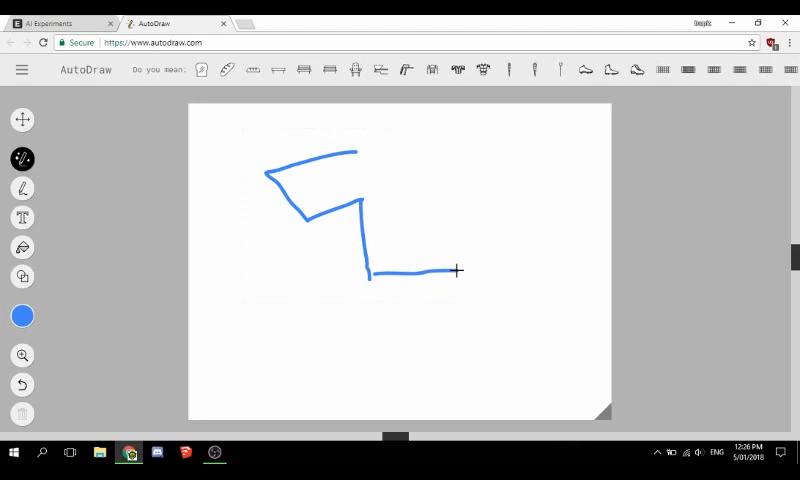 AI Experiments
AutoDraw
tropic
Secure https://www.autodraw.com
AutoDraw
Do you mean:
T
ENG
12:26 PM
5/01/2018